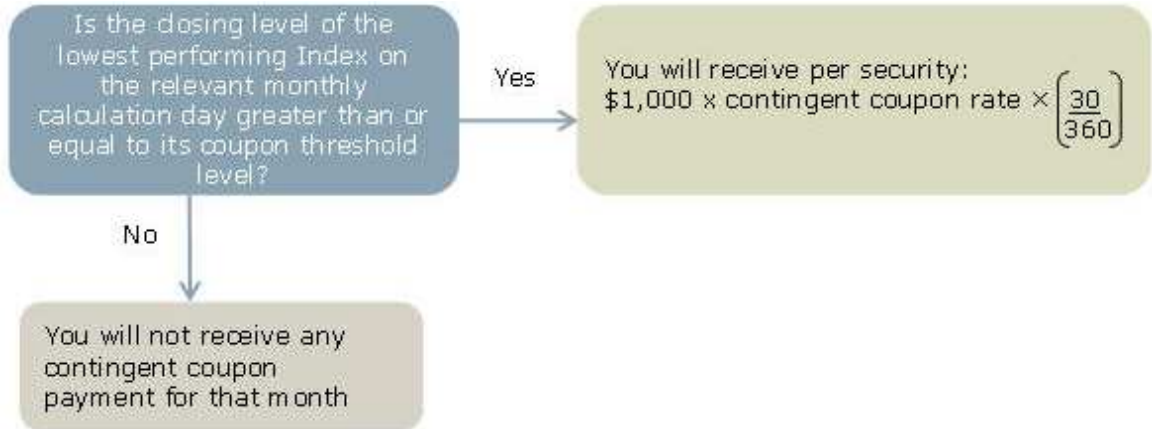 Is the closing level of the
lowest performing Index on
the relevant monthly
calculation day greater than or
equal to its coupon threshold
level?
Yes
You will receive per security:
$1,000 x contingent coupon rate × (30/360)
No
You will not receive any
contingent coupon
payment for that month